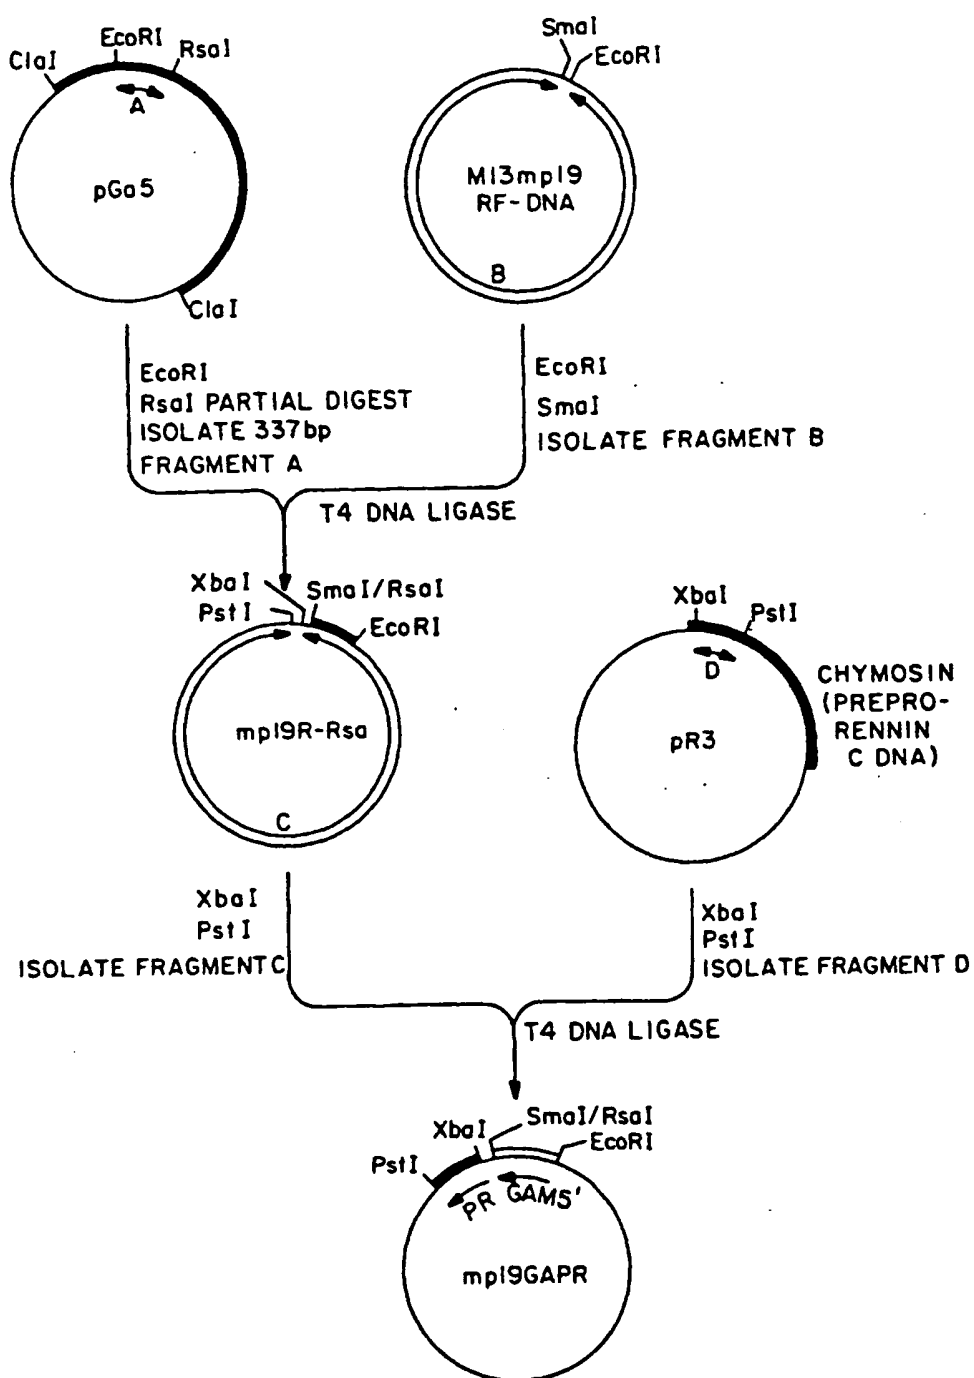 ClaI
EcoRI
RsaI
A
pGa5
ClaI
SmaI
EcoRI
M13mp19
RF-DNA
B
EcoRI
RsaI PARTIAL DIGEST
ISOLATE 337bp
FRAGMENT A
EcoRI
SmaI
ISOLATE FRAGMENT B
T4 DNA LIGASE
XbaI
SmaI/RsaI
PstI
EcoRI
mp19R-Rsa
C
XbaI
PstI
D
pR3
CHYMOSIN
(PREPRO-
RENNIN
C DNA)
XbaI
PstI
ISOLATE FRAGMENT C
XbaI
PstI
ISOLATE FRAGMENT D
T4 DNA LIGASE
SmaI/RsaI
XbaI
EcoRI
PstI
PR
GAM5'
mp19GAPR